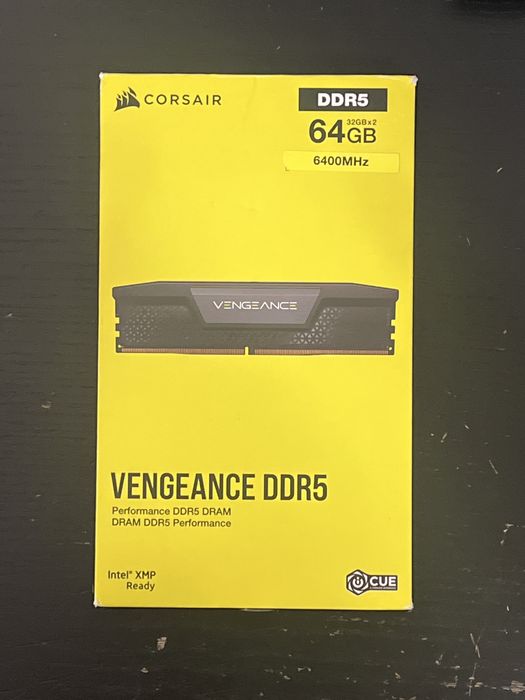 CORSAIR
DDR5
32GBx2
64GB
6400MHz
VENGEANCE
VENGEANCE DDR5
Performance DDR5 DRAM
DRAM DDR5 Performance
Intel® XMP
Ready
iCUE